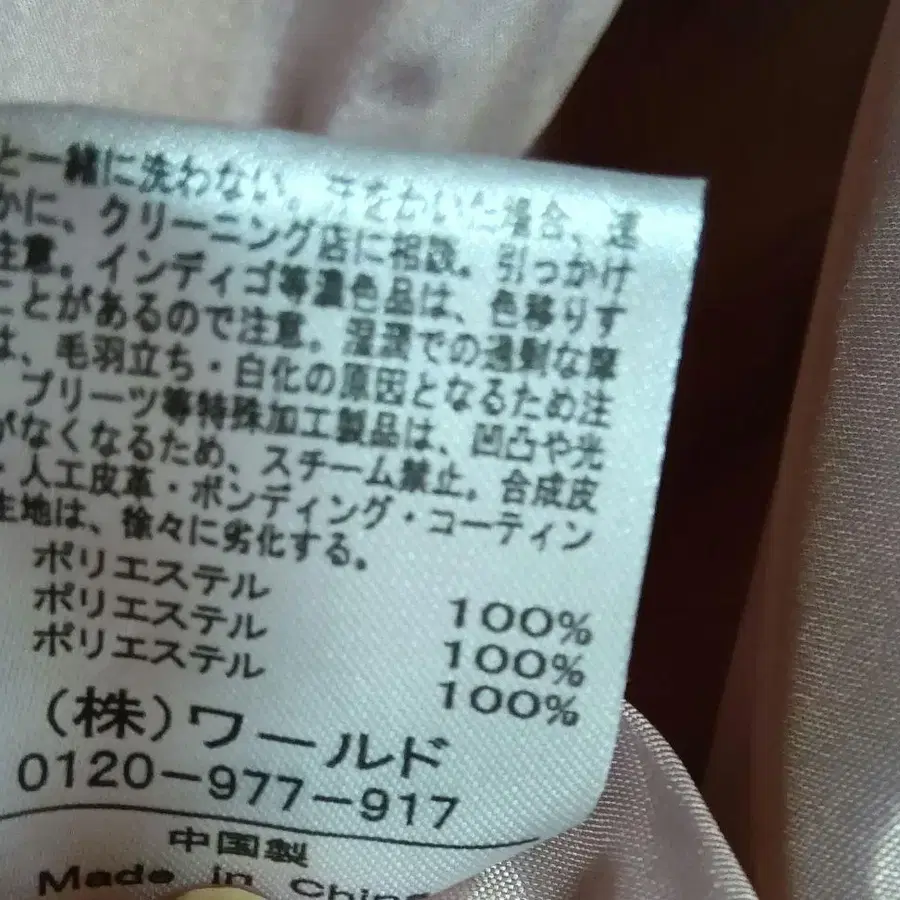 と一緒に洗わない。汗をかいた場合、速
かに、クリーニング店に相談。引っかけ
注意。インディゴ等濃色品は、色移りす
ことがあるので注意。湿潤での過剰な摩
は、毛羽立ち・白化の原因となるため注
プリーツ等特殊加工製品は、凹凸や光
がなくなるため、スチーム禁止。合成皮
・人工皮革・ボンディング・コーティン
生地は、徐々に劣化する。
ポリエステル 100%
ポリエステル 100%
ポリエステル 100%
(株)ワールド
0120-977-917
中国製
Made in China